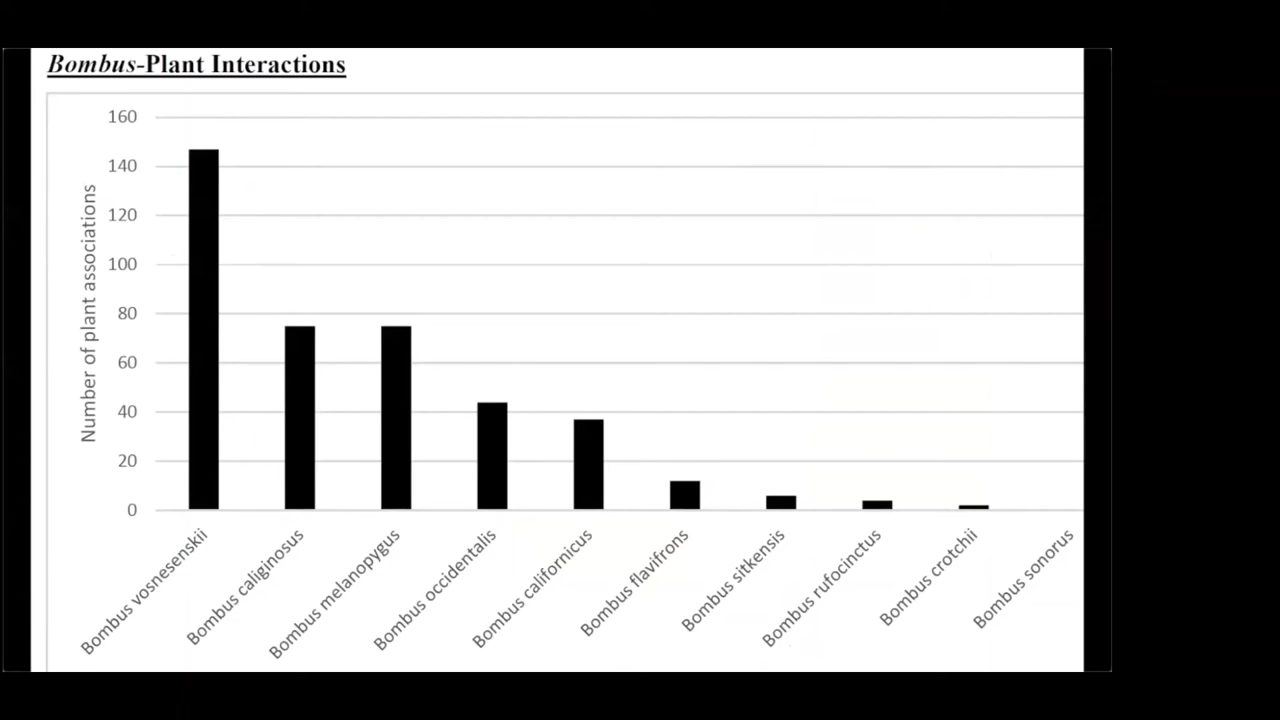 Bombus-Plant Interactions
160
140
120
100
80
60
40
20
0
Number of plant associations
Bombus vosnesenskii
Bombus caliginosus
Bombus melanopygus
Bombus occidentalis
Bombus californicus
Bombus flavifrons
Bombus sitkensis
Bombus rufocinctus
Bombus crotchii
Bombus sonorus